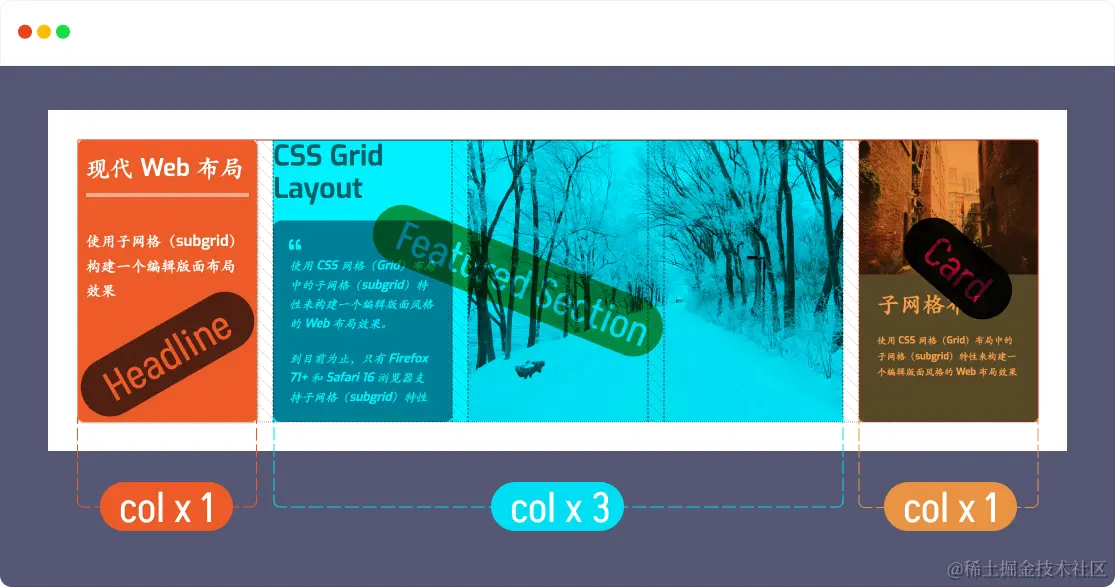 现代 Web 布局
使用子网格（subgrid）
构建一个编辑版面布局
效果
Headline
CSS Grid
Layout
“
使用 CSS 网格（Grid）布局
中的子网格（subgrid）特
性来构建一个编辑版面风格
的 Web 布局效果。
到目前为止，只有 Firefox
71+ 和 Safari 16 浏览器支
持子网格（subgrid）特性
Featured Section
Card
子网格布
使用 CSS 网格（Grid）布局中的
子网格（subgrid）特性来构建一
个编辑版面风格的 Web 布局效果
col x 1
col x 3
col x 1
@稀土掘金技术社区